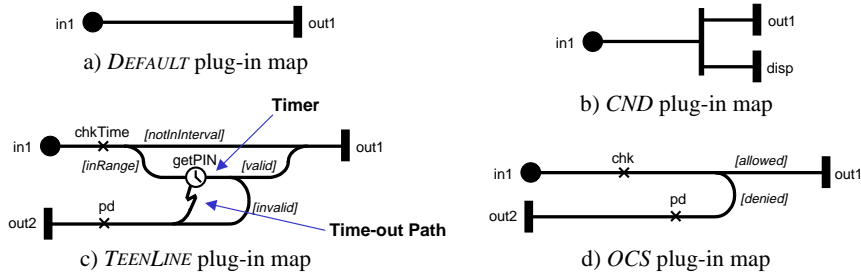 in1
out1
a) DEFAULT plug-in map
in1
out1
disp
b) CND plug-in map
Timer
chkTime
[notInInterval]
in1
out1
getPIN
[inRange]
[valid]
[invalid]
pd
out2
Time-out Path
c) TEENLINE plug-in map
chk
[allowed]
in1
out1
[denied]
pd
out2
d) OCS plug-in map